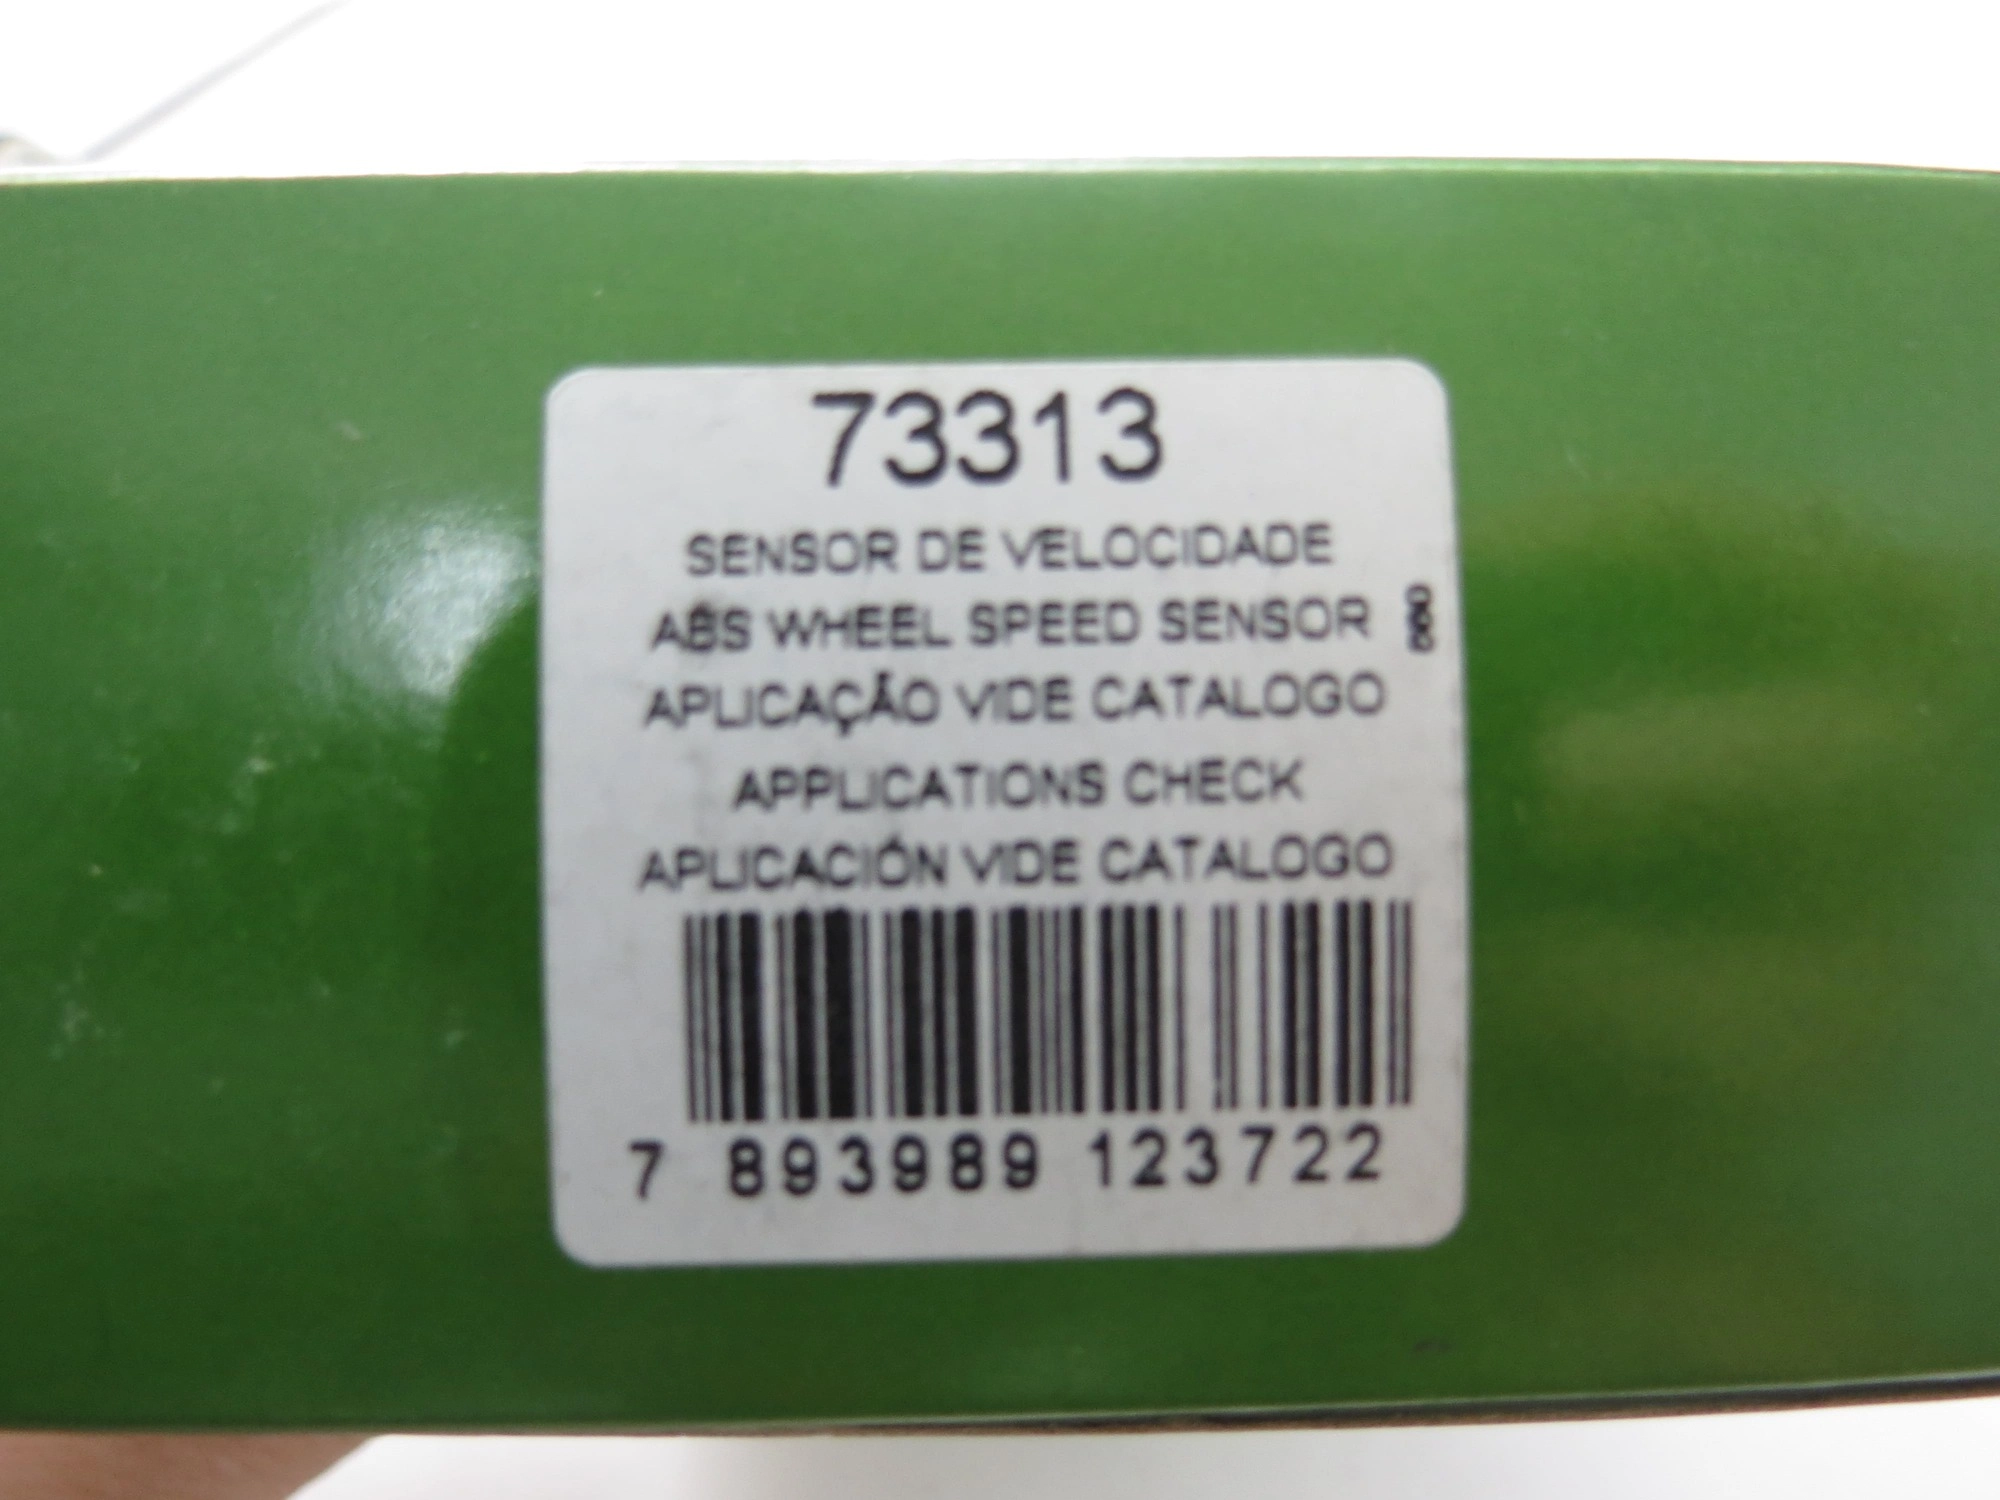 73313
SENSOR DE VELOCIDADE
ABS WHEEL SPEED SENSOR
APLICAÇÃO VIDE CATALOGO
APPLICATIONS CHECK
APLICACIÓN VIDE CATALOGO
7 893989 123722